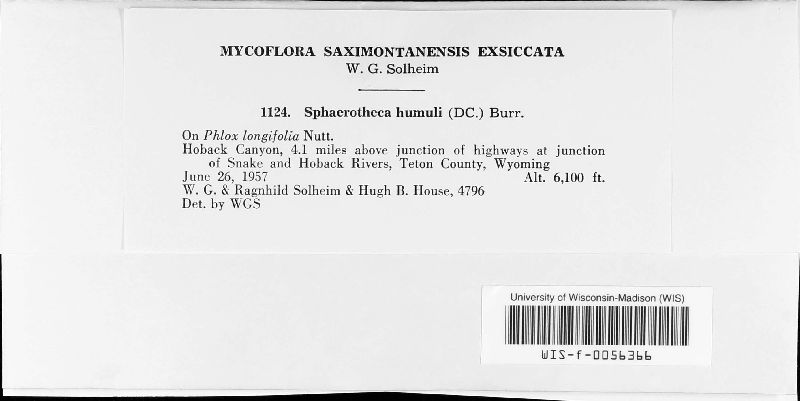 MYCOFLORA SAXIMONTANENSIS EXSICCATA
W. G. Solheim
1124. Sphaerotheca humuli (DC.) Burr.
On Phlox longifolia Nutt.
Hoback Canyon, 4.1 miles above junction of highways at junction
of Snake and Hoback Rivers, Teton County, Wyoming
June 26, 1957 Alt. 6,100 ft.
W. G. & Ragnhild Solheim & Hugh B. House, 4796
Det. by WGS
University of Wisconsin-Madison (WIS)
WIS-f-0056366